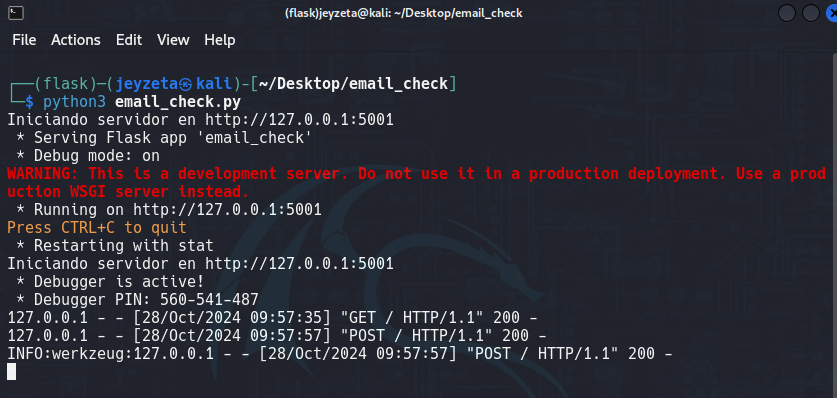 (flask)jeyzeta@kali: ~/Desktop/email_check
File Actions Edit View Help
┌──(flask)─(jeyzeta㉿kali)-[~/Desktop/email_check]
└─$ python3 email_check.py
Iniciando servidor en http://127.0.0.1:5001
 * Serving Flask app 'email_check'
 * Debug mode: on
WARNING: This is a development server. Do not use it in a production deployment. Use a prod
uction WSGI server instead.
 * Running on http://127.0.0.1:5001
Press CTRL+C to quit
 * Restarting with stat
Iniciando servidor en http://127.0.0.1:5001
 * Debugger is active!
 * Debugger PIN: 560-541-487
127.0.0.1 - - [28/Oct/2024 09:57:35] "GET / HTTP/1.1" 200 -
127.0.0.1 - - [28/Oct/2024 09:57:57] "POST / HTTP/1.1" 200 -
INFO:werkzeug:127.0.0.1 - - [28/Oct/2024 09:57:57] "POST / HTTP/1.1" 200 -